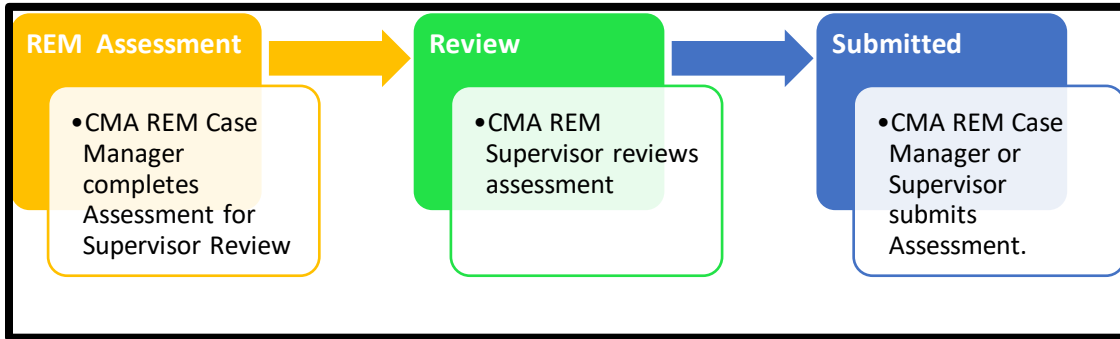 REM Assessment
•CMA REM Case
Manager
completes
Assessment for
Supervisor Review
Review
•CMA REM
Supervisor reviews
assessment
Submitted
•CMA REM Case
Manager or
Supervisor
submits
Assessment.